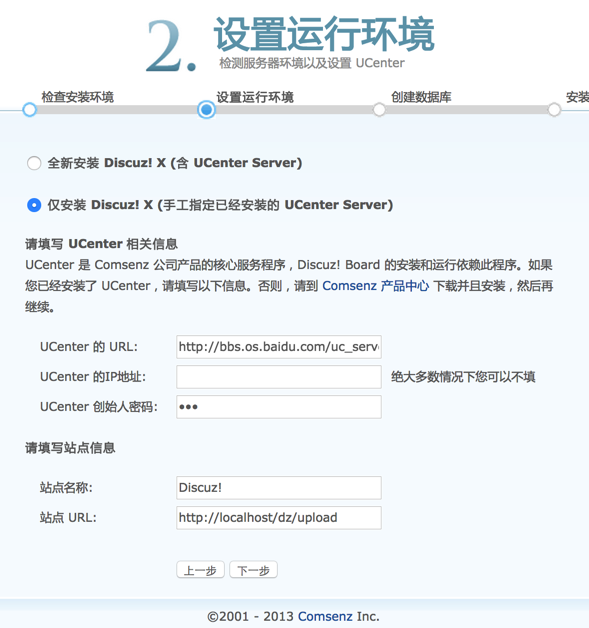 2. 设置运行环境
检测服务器环境以及设置 UCenter
检查安装环境 设置运行环境 创建数据库 安装
全新安装 Discuz! X (含 UCenter Server)
仅安装 Discuz! X (手工指定已经安装的 UCenter Server)
请填写 UCenter 相关信息
UCenter 是 Comsenz 公司产品的核心服务程序，Discuz! Board 的安装和运行依赖此程序。如果
您已经安装了 UCenter，请填写以下信息。否则，请到 Comsenz 产品中心 下载并且安装，然后再
继续。
UCenter 的 URL: http://bbs.os.baidu.com/uc_serv
UCenter 的IP地址: 绝大多数情况下您可以不填
UCenter 创始人密码: •••
请填写站点信息
站点名称: Discuz!
站点 URL: http://localhost/dz/upload
上一步 下一步
©2001 - 2013 Comsenz Inc.